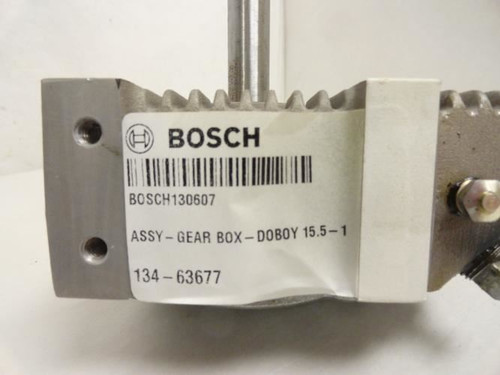 BOSCH
BOSCH130607
ASSY-GEAR BOX-DOBOY 15.5-1
134-63677